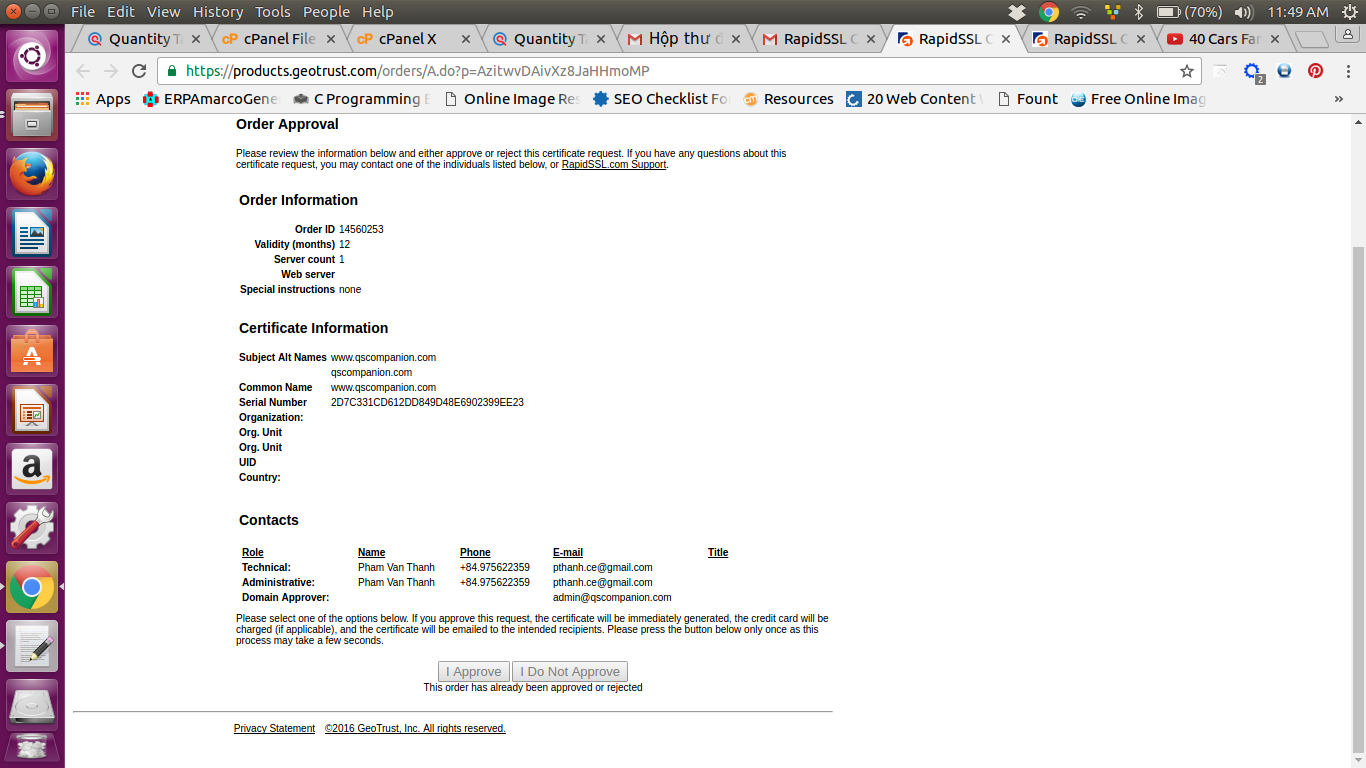 File Edit View History Tools People Help (70%) 11:49 AM
Quantity T cPanel File cPanel X Quantity T Hộp thư đ RapidSSL C RapidSSL C RapidSSL C 40 Cars Far
https://products.geotrust.com/orders/A.do?p=AzitwvDAivXz8JaHHmoMP 2
Apps ERPAmarcoGene C Programming E Online Image Re SEO Checklist Fo Resources 20 Web Content Fount Free Online Imag »
Order Approval
Please review the information below and either approve or reject this certificate request. If you have any questions about this
certificate request, you may contact one of the individuals listed below, or RapidSSL.com Support.
Order Information
Order ID 14560253
Validity (months) 12
Server count 1
Web server
Special instructions none
Certificate Information
Subject Alt Names www.qscompanion.com
qscompanion.com
Common Name www.qscompanion.com
Serial Number 2D7C331CD612DD849D48E6902399EE23
Organization:
Org. Unit
Org. Unit
UID
Country:
Contacts
Role Name Phone E-mail Title
Technical: Pham Van Thanh +84.975622359 pthanh.ce@gmail.com
Administrative: Pham Van Thanh +84.975622359 pthanh.ce@gmail.com
Domain Approver: admin@qscompanion.com
Please select one of the options below. If you approve this request, the certificate will be immediately generated, the credit card will be
charged (if applicable), and the certificate will be emailed to the intended recipients. Please press the button below only once as this
process may take a few seconds.
I Approve I Do Not Approve
This order has already been approved or rejected
Privacy Statement ©2016 GeoTrust, Inc. All rights reserved.